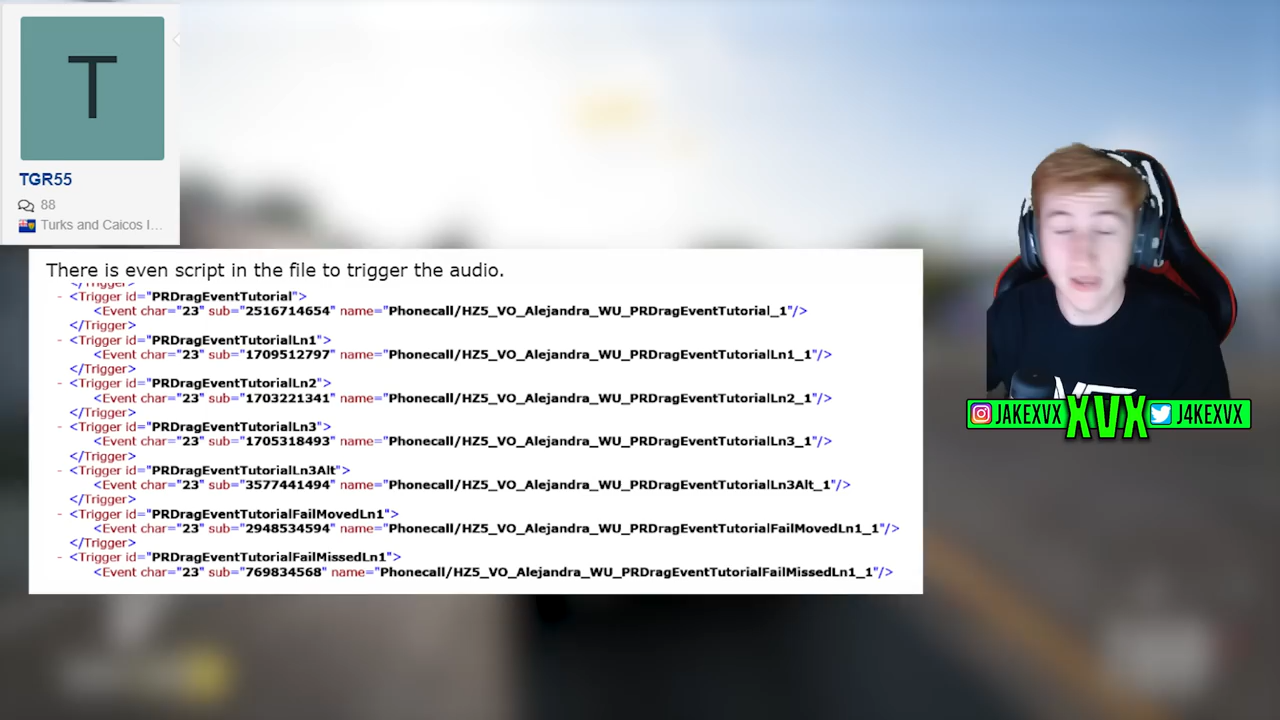 T
TGR55
88
Turks and Caicos I...
There is even script in the file to trigger the audio.
</Trigger>
- <Trigger id="PRDragEventTutorial">
<Event char="23" sub="2516714654" name="Phonecall/HZ5_VO_Alejandra_WU_PRDragEventTutorial_1"/>
</Trigger>
- <Trigger id="PRDragEventTutorialLn1">
<Event char="23" sub="1709512797" name="Phonecall/HZ5_VO_Alejandra_WU_PRDragEventTutorialLn1_1"/>
</Trigger>
- <Trigger id="PRDragEventTutorialLn2">
<Event char="23" sub="1703221341" name="Phonecall/HZ5_VO_Alejandra_WU_PRDragEventTutorialLn2_1"/>
</Trigger>
- <Trigger id="PRDragEventTutorialLn3">
<Event char="23" sub="1705318493" name="Phonecall/HZ5_VO_Alejandra_WU_PRDragEventTutorialLn3_1"/>
</Trigger>
- <Trigger id="PRDragEventTutorialLn3Alt">
<Event char="23" sub="3577441494" name="Phonecall/HZ5_VO_Alejandra_WU_PRDragEventTutorialLn3Alt_1"/>
</Trigger>
- <Trigger id="PRDragEventTutorialFailMovedLn1">
<Event char="23" sub="2948534594" name="Phonecall/HZ5_VO_Alejandra_WU_PRDragEventTutorialFailMovedLn1_1"/>
</Trigger>
- <Trigger id="PRDragEventTutorialFailMissedLn1">
<Event char="23" sub="769834568" name="Phonecall/HZ5_VO_Alejandra_WU_PRDragEventTutorialFailMissedLn1_1"/>
JAKEXVX XVX J4KEXVX